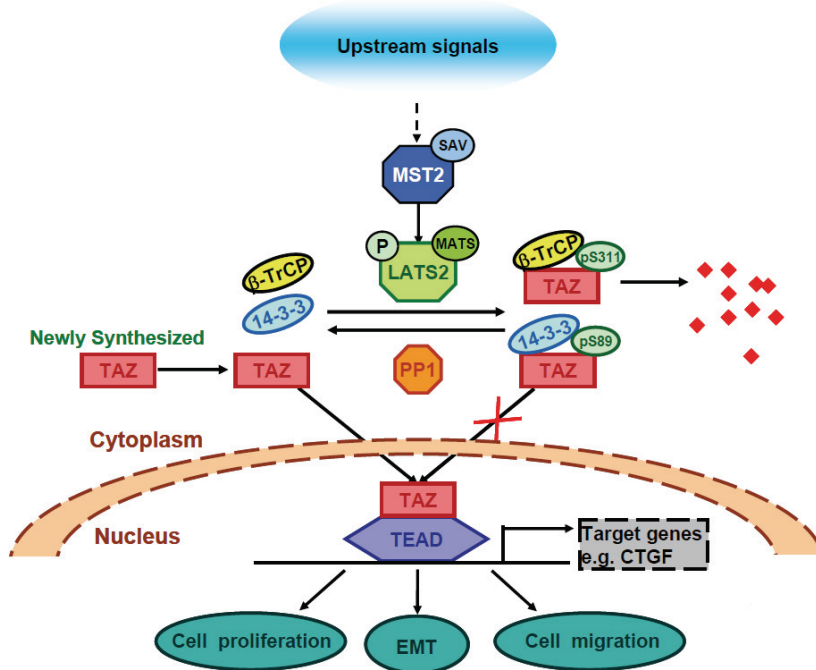 Upstream signals
SAV
MST2
P
MATS
LATS2
β-TrCP
14-3-3
β-TrCP
pS311
TAZ
14-3-3
pS89
TAZ
Newly Synthesized
TAZ
TAZ
PP1
Cytoplasm
Nucleus
TAZ
TEAD
Target genes
e.g. CTGF
Cell proliferation
EMT
Cell migration